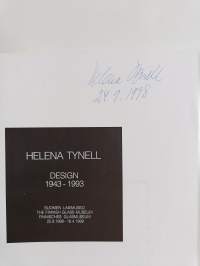 Helena Tynell
24.9.1998
HELENA TYNELL
DESIGN
1943-1993
SUOMEN LASIMUSEO
THE FINNISH GLASS MUSEUM
FINNISCHES GLASMUSEUM